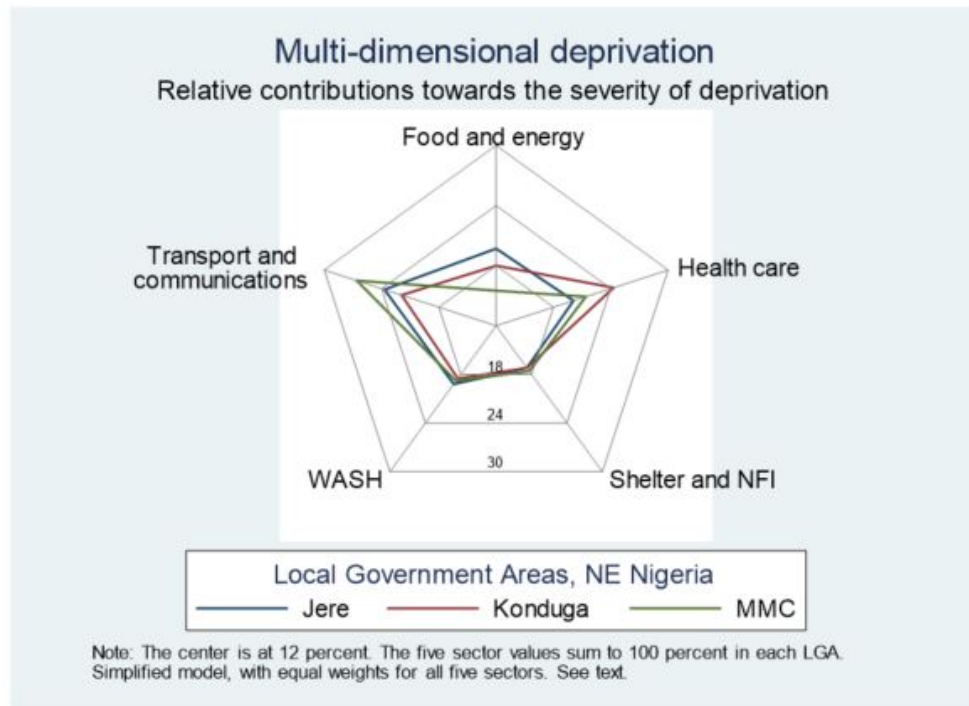 Multi-dimensional deprivation
Relative contributions towards the severity of deprivation
Food and energy
Transport and
communications
Health care
18
24
30
WASH
Shelter and NFI
Local Government Areas, NE Nigeria
Jere Konduga MMC
Note: The center is at 12 percent. The five sector values sum to 100 percent in each LGA.
Simplified model, with equal weights for all five sectors. See text.